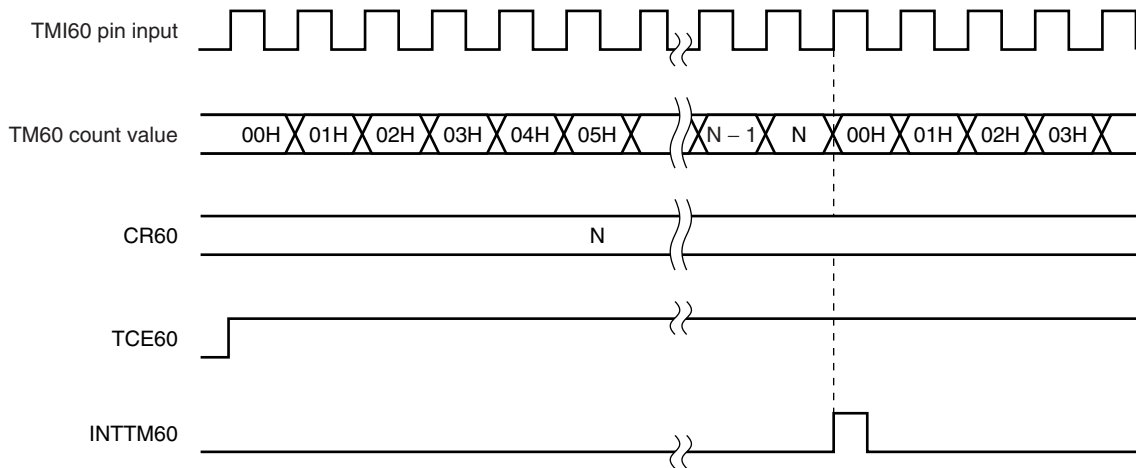 TMI60 pin input
TM60 count value
00H 01H 02H 03H 04H 05H N – 1 N 00H 01H 02H 03H
CR60
N
TCE60
INTTM60